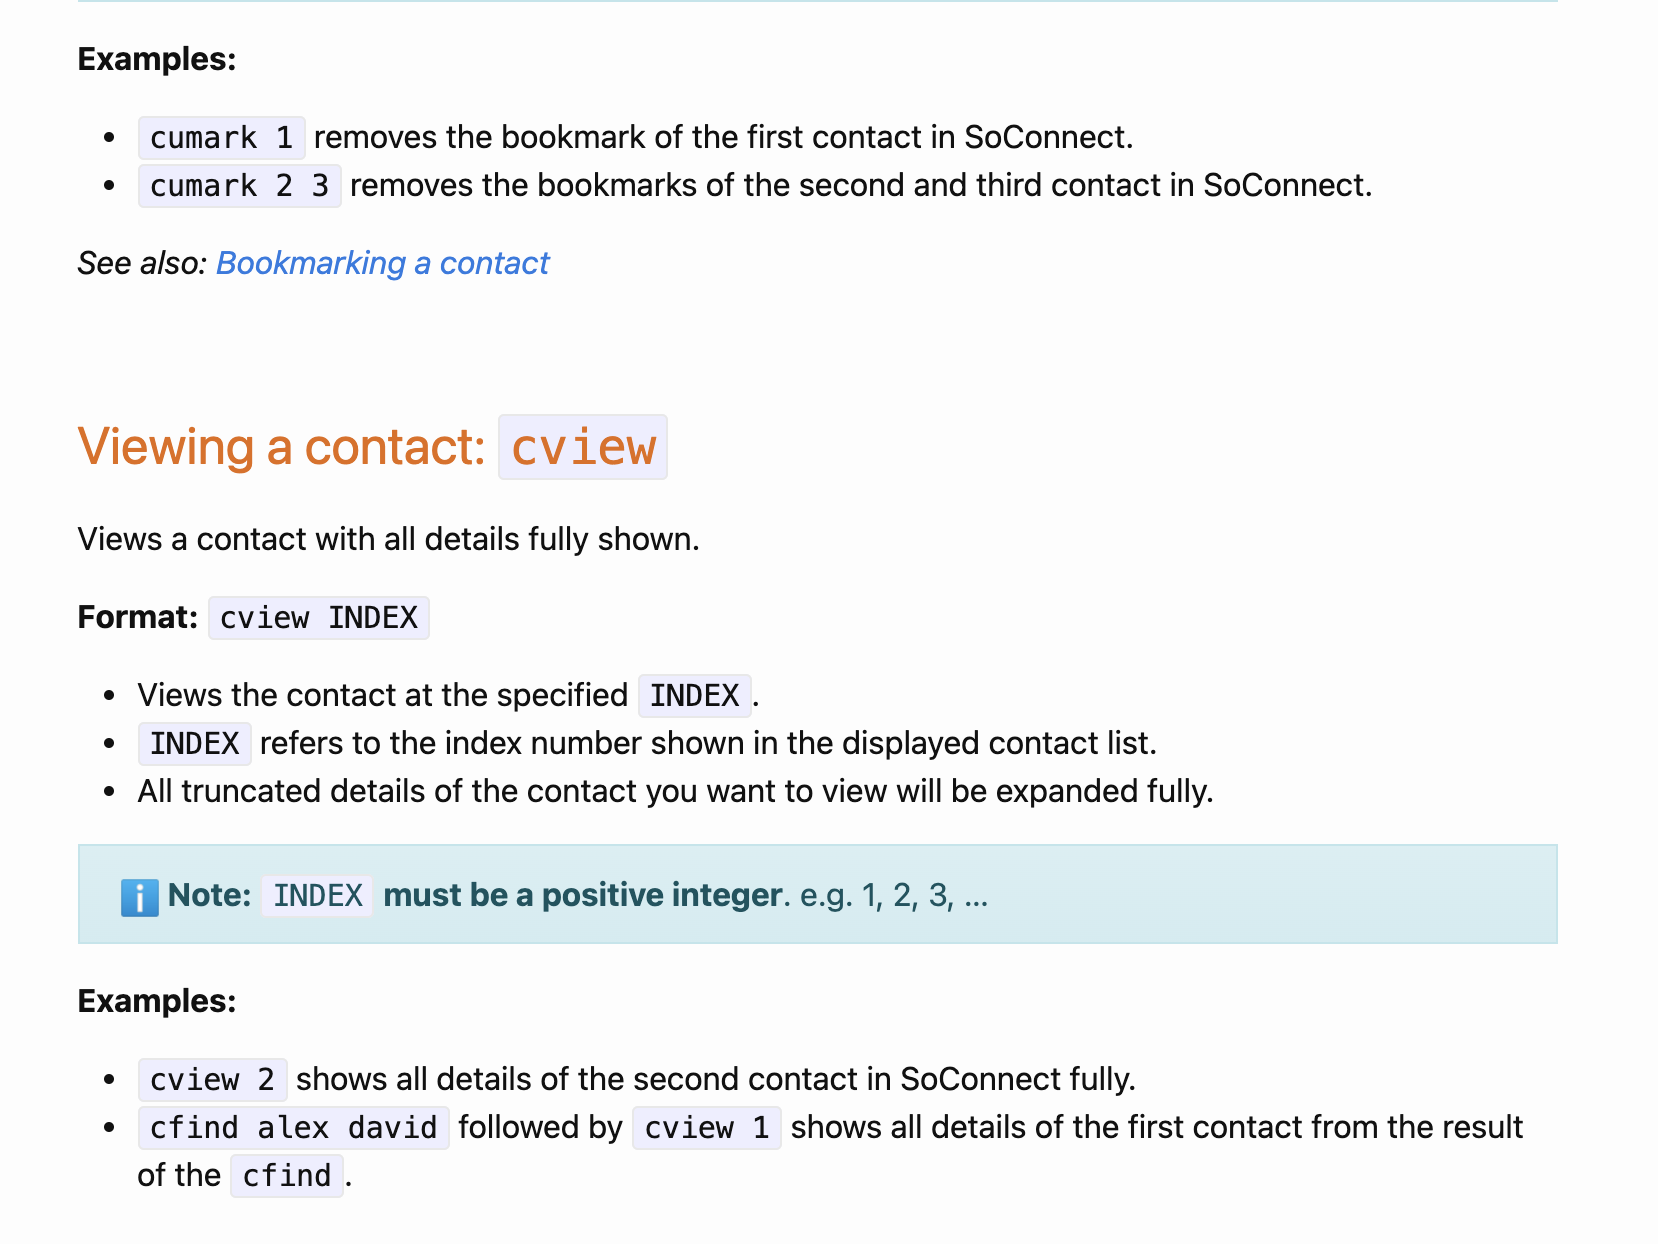 Examples:
• cumark 1 removes the bookmark of the first contact in SoConnect.
• cumark 2 3 removes the bookmarks of the second and third contact in SoConnect.
See also: Bookmarking a contact
Viewing a contact: cview
Views a contact with all details fully shown.
Format: cview INDEX
• Views the contact at the specified INDEX.
• INDEX refers to the index number shown in the displayed contact list.
• All truncated details of the contact you want to view will be expanded fully.
ℹ️ Note: INDEX must be a positive integer. e.g. 1, 2, 3, ...
Examples:
• cview 2 shows all details of the second contact in SoConnect fully.
• cfind alex david followed by cview 1 shows all details of the first contact from the result
of the cfind.